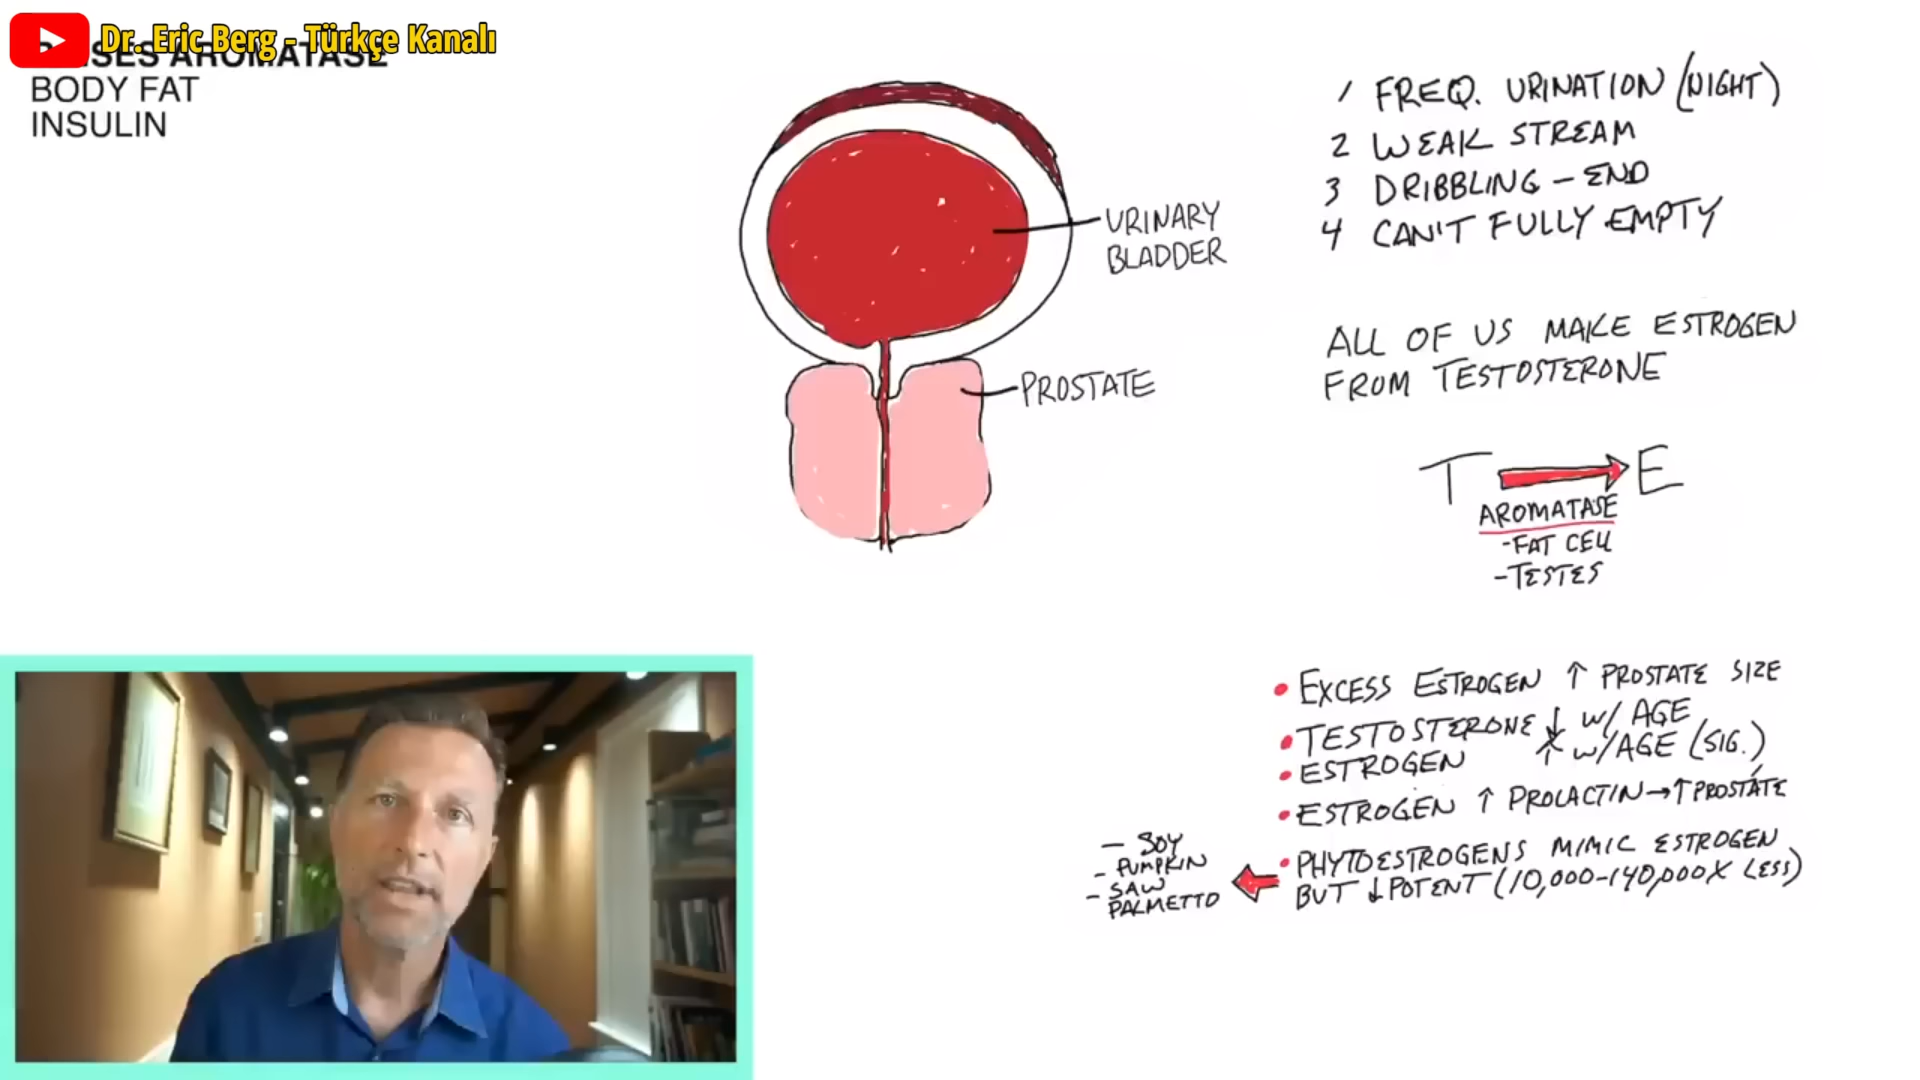 Dr. Eric Berg - Türkçe Kanalı
AROMATASE
BODY FAT
INSULIN
URINARY
BLADDER
PROSTATE
1 FREQ. URINATION (NIGHT)
2 WEAK STREAM
3 DRIBBLING - END
4 CAN'T FULLY EMPTY
ALL OF US MAKE ESTROGEN
FROM TESTOSTERONE
T → E
AROMATASE
-FAT CELL
-TESTES
• EXCESS ESTROGEN ↑ PROSTATE SIZE
• TESTOSTERONE ↓ W/ AGE
• ESTROGEN ↑ W/AGE (SIG.)
• ESTROGEN ↑ PROLACTIN→↑PROSTATE
• PHYTOESTROGENS MIMIC ESTROGEN
BUT ↓POTENT (10,000-140,000X LESS)
- SOY
- PUMPKIN
- SAW
PALMETTO